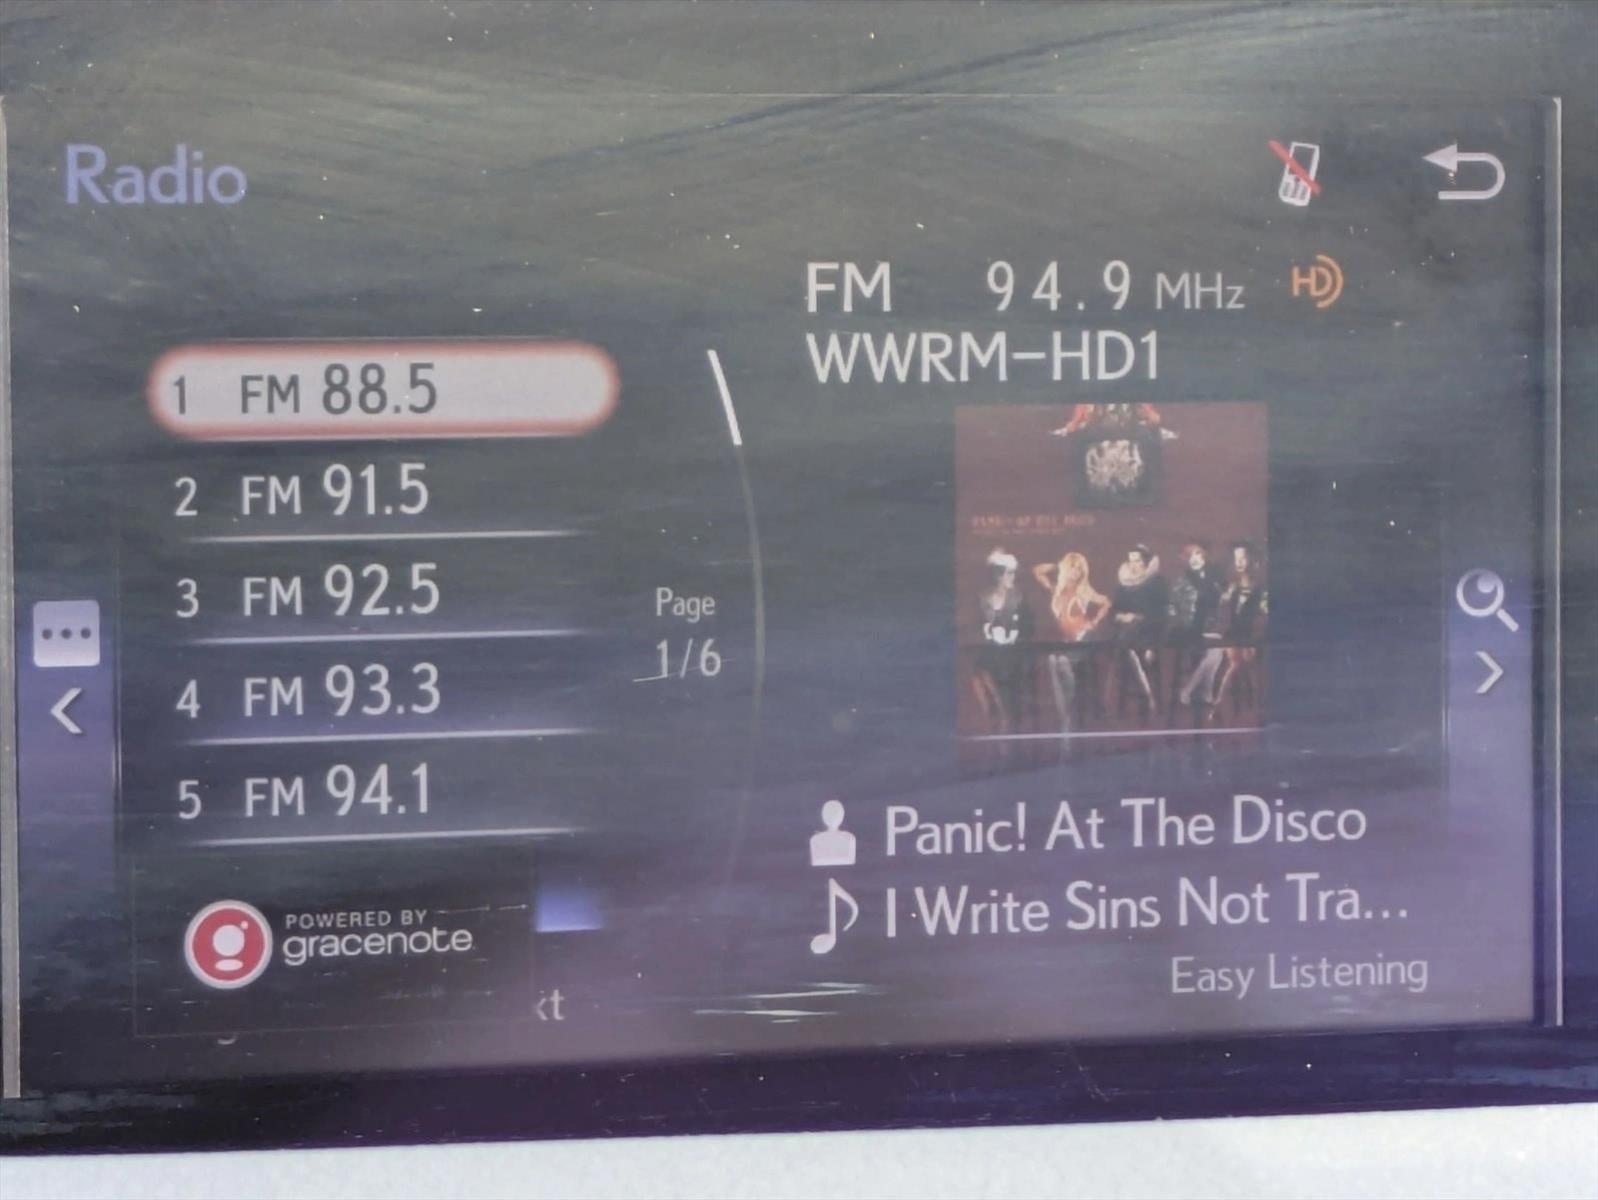 Radio
FM 94.9 MHz HD
WWRM-HD1
1 FM 88.5
2 FM 91.5
3 FM 92.5
4 FM 93.3
5 FM 94.1
Page
1/6
Panic! At The Disco
I Write Sins Not Tra...
Easy Listening
POWERED BY
gracenote